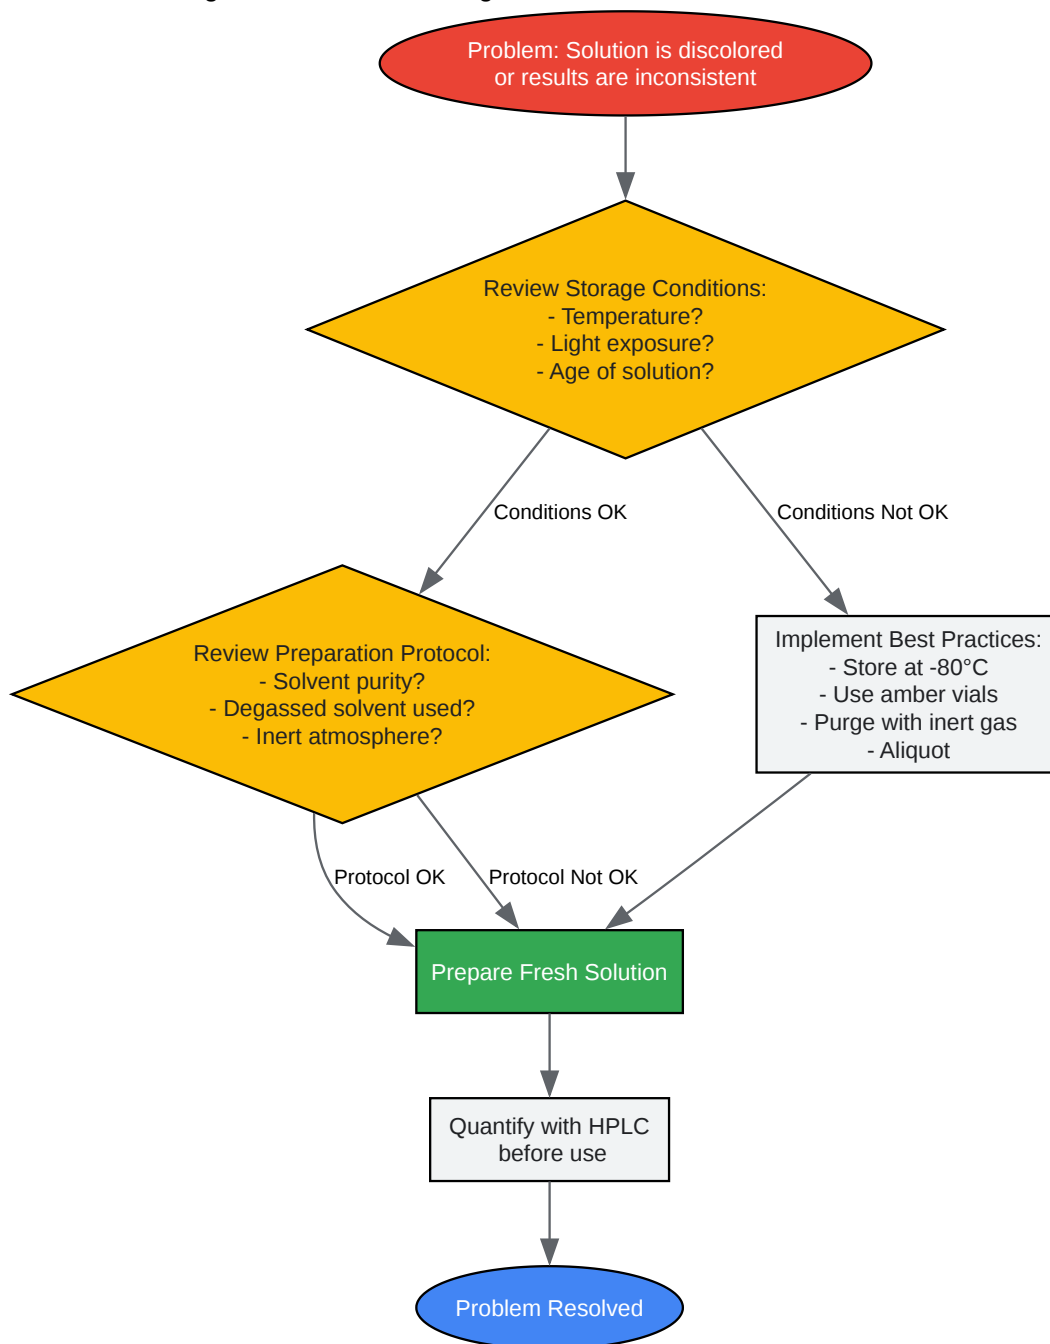 Problem: Solution is discolored
or results are inconsistent
Review Storage Conditions:
- Temperature?
- Light exposure?
- Age of solution?
Conditions OK
Conditions Not OK
Review Preparation Protocol:
- Solvent purity?
- Degassed solvent used?
- Inert atmosphere?
Implement Best Practices:
- Store at -80°C
- Use amber vials
- Purge with inert gas
- Aliquot
Protocol OK
Protocol Not OK
Prepare Fresh Solution
Quantify with HPLC
before use
Problem Resolved